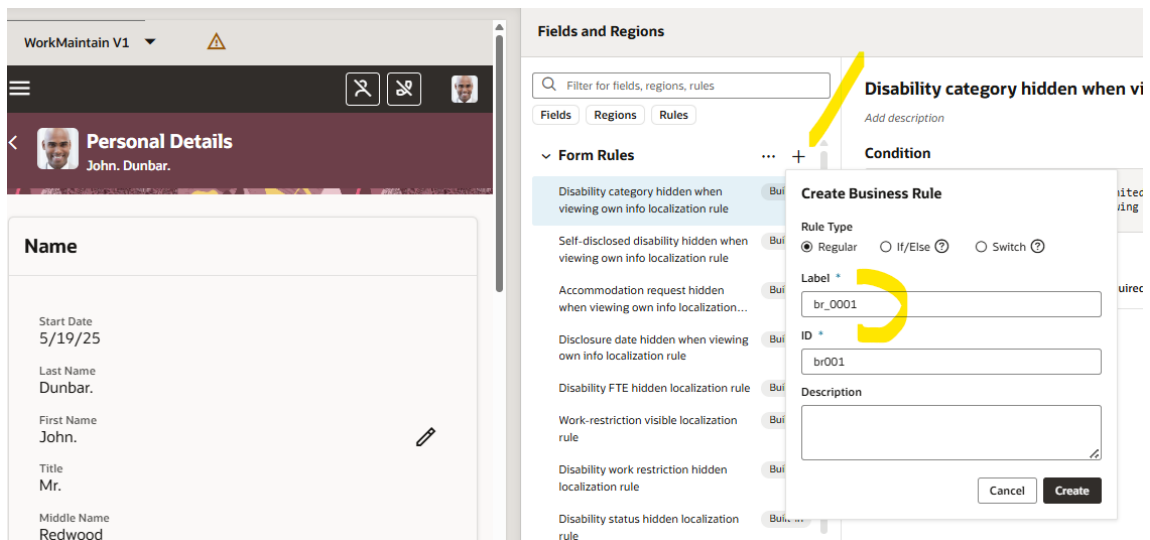 WorkMaintain V1
Personal Details
John. Dunbar.
Name
Start Date
5/19/25
Last Name
Dunbar.
First Name
John.
Title
Mr.
Middle Name
Redwood
Fields and Regions
Filter for fields, regions, rules
Fields Regions Rules
Form Rules
Disability category hidden when
viewing own info localization rule
Self-disclosed disability hidden when
viewing own info localization rule
Accommodation request hidden
when viewing own info localization...
Disclosure date hidden when viewing
own info localization rule
Disability FTE hidden localization rule
Work-restriction visible localization
rule
Disability work restriction hidden
localization rule
Disability status hidden localization
rule
Built-in
Disability category hidden when vi
Add description
Condition
Create Business Rule
Rule Type
Regular If/Else Switch
Label *
br_0001
ID *
br001
Description
Cancel Create